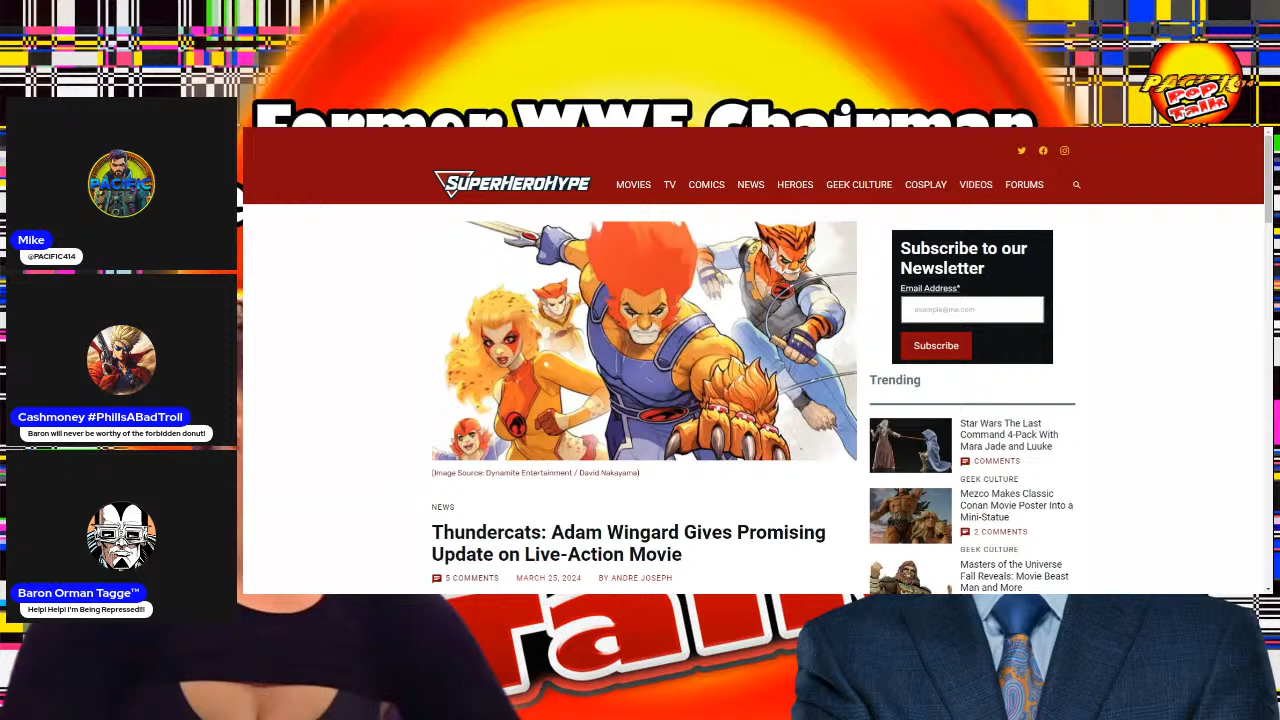 Former WWE Chairman
PACIFIC414
Pop
Talk
PACIFIC
Mike
@PACIFIC414
Cashmoney #PhillsABadTroll
Baron will never be worthy of the forbidden donut!
Baron Orman Tagge™
Help! Help! I'm Being Repressed!!!
SUPERHEROHYPE
MOVIES TV COMICS NEWS HEROES GEEK CULTURE COSPLAY VIDEOS FORUMS
(Image Source: Dynamite Entertainment / David Nakayama)
NEWS
Thundercats: Adam Wingard Gives Promising
Update on Live-Action Movie
5 COMMENTS MARCH 25, 2024 BY ANDRE JOSEPH
Subscribe to our
Newsletter
Email Address*
example@me.com
Subscribe
Trending
Star Wars The Last
Command 4-Pack With
Mara Jade and Luuke
COMMENTS
GEEK CULTURE
Mezco Makes Classic
Conan Movie Poster Into a
Mini-Statue
2 COMMENTS
GEEK CULTURE
Masters of the Universe
Fall Reveals: Movie Beast
Man and More
Talk